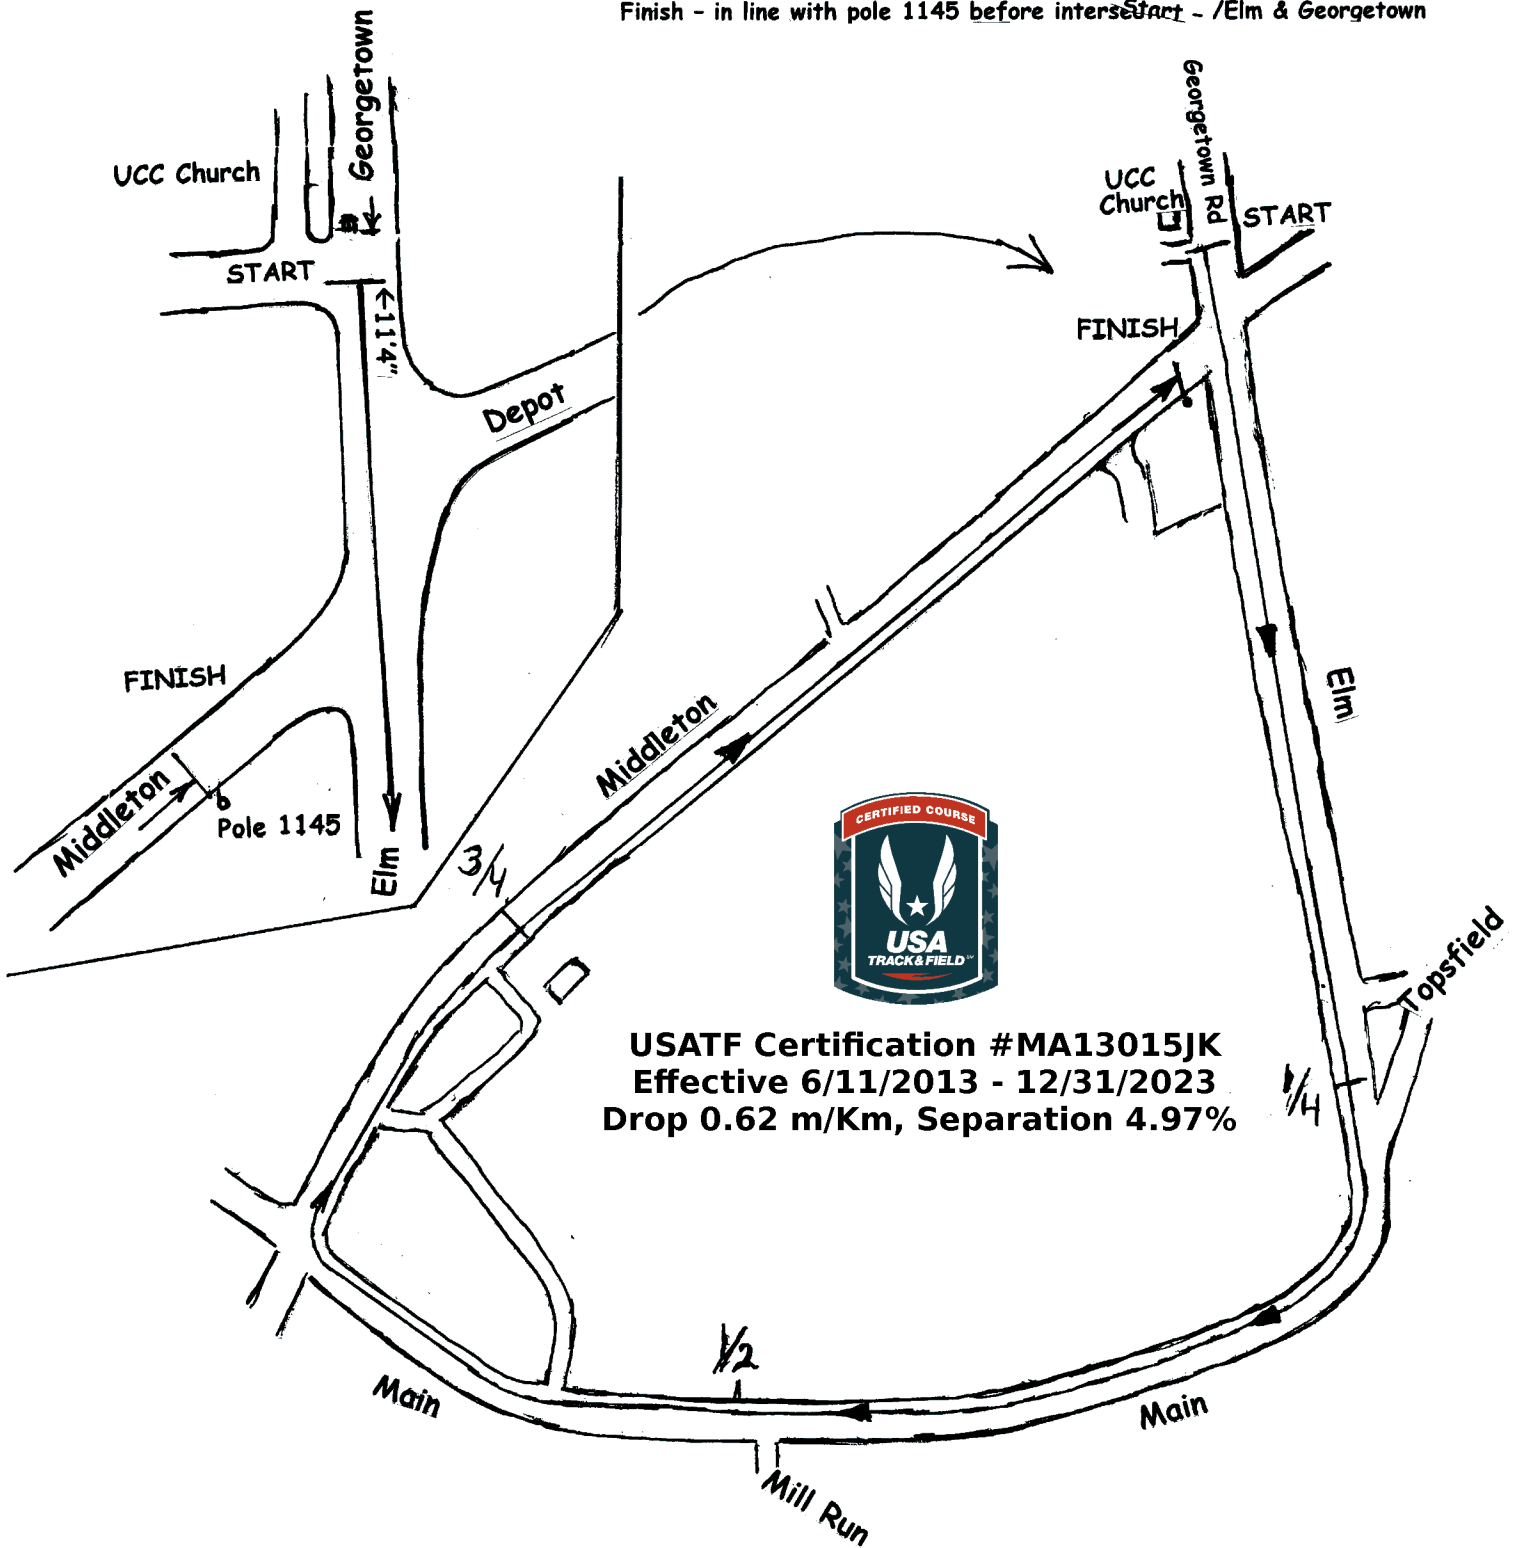 Finish - in line with pole 1145 before interse Start - /Elm & Georgetown
Georgetown
UCC Church
START
11'4"
Depot
FINISH
Middleton
Pole 1145
Elm
Georgetown Rd
UCC
Church
START
FINISH
Elm
Middleton
3/4
CERTIFIED COURSE
USA
TRACK & FIELD
Topsfield
USATF Certification #MA13015JK
Effective 6/11/2013 - 12/31/2023
Drop 0.62 m/Km, Separation 4.97%
1/4
1/2
Main
Main
Mill Run